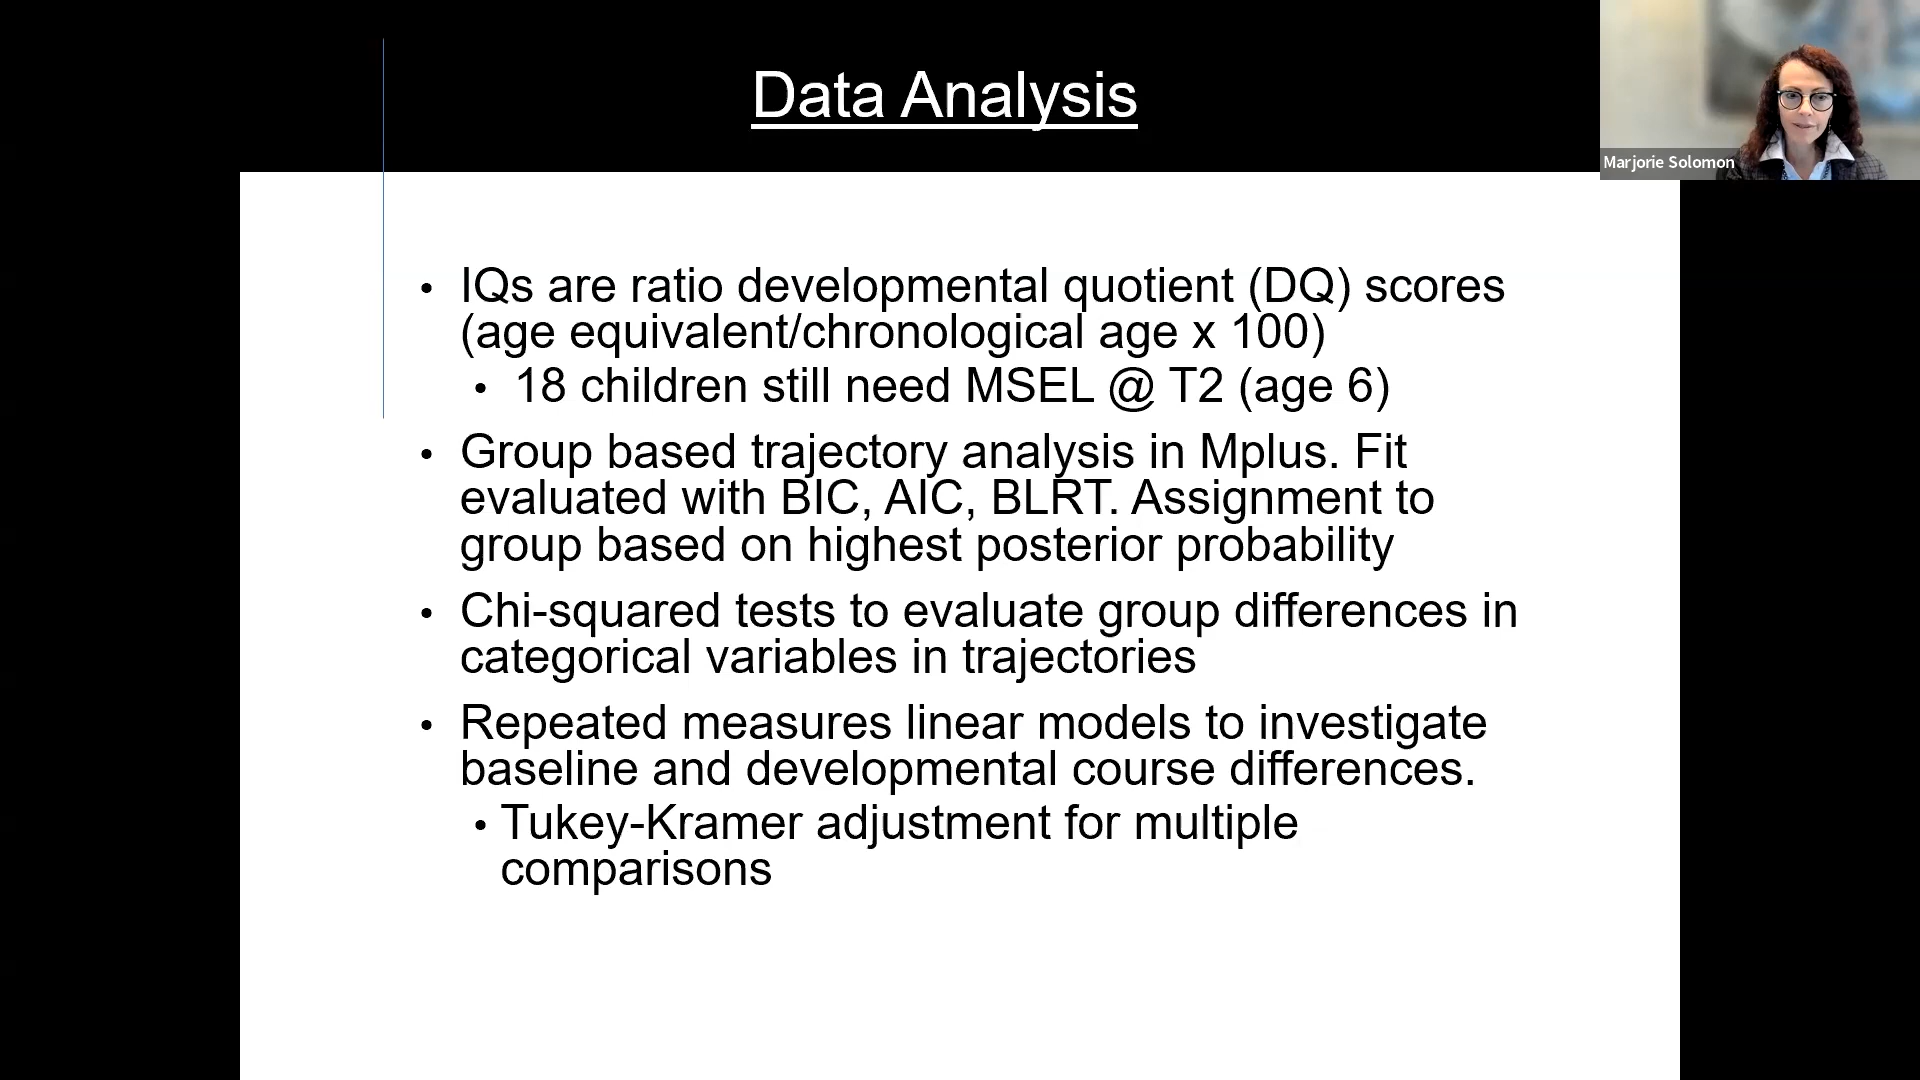 Data Analysis
Marjorie Solomon
• IQs are ratio developmental quotient (DQ) scores
(age equivalent/chronological age x 100)
• 18 children still need MSEL @ T2 (age 6)
• Group based trajectory analysis in Mplus. Fit
evaluated with BIC, AIC, BLRT. Assignment to
group based on highest posterior probability
• Chi-squared tests to evaluate group differences in
categorical variables in trajectories
• Repeated measures linear models to investigate
baseline and developmental course differences.
• Tukey-Kramer adjustment for multiple
comparisons